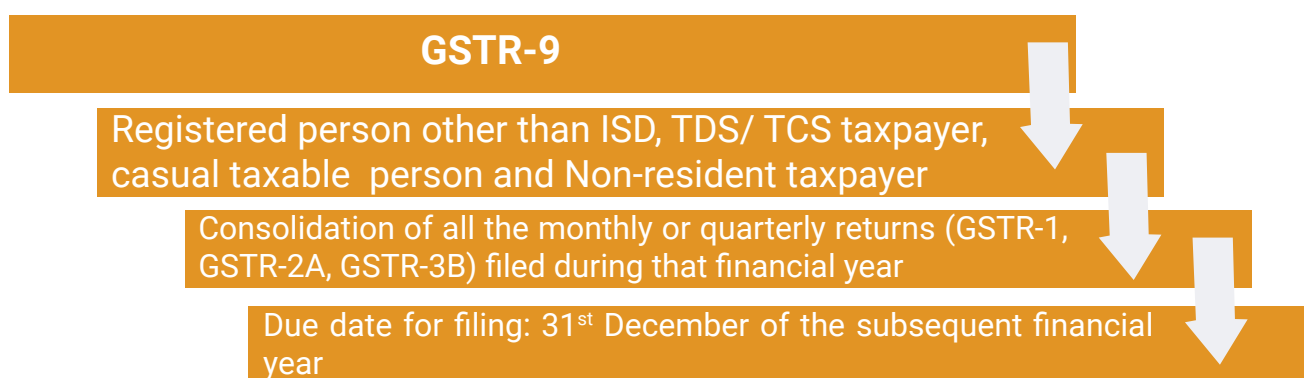 GSTR-9
Registered person other than ISD, TDS/ TCS taxpayer,
casual taxable person and Non-resident taxpayer
Consolidation of all the monthly or quarterly returns (GSTR-1,
GSTR-2A, GSTR-3B) filed during that financial year
Due date for filing: 31st December of the subsequent financial
year